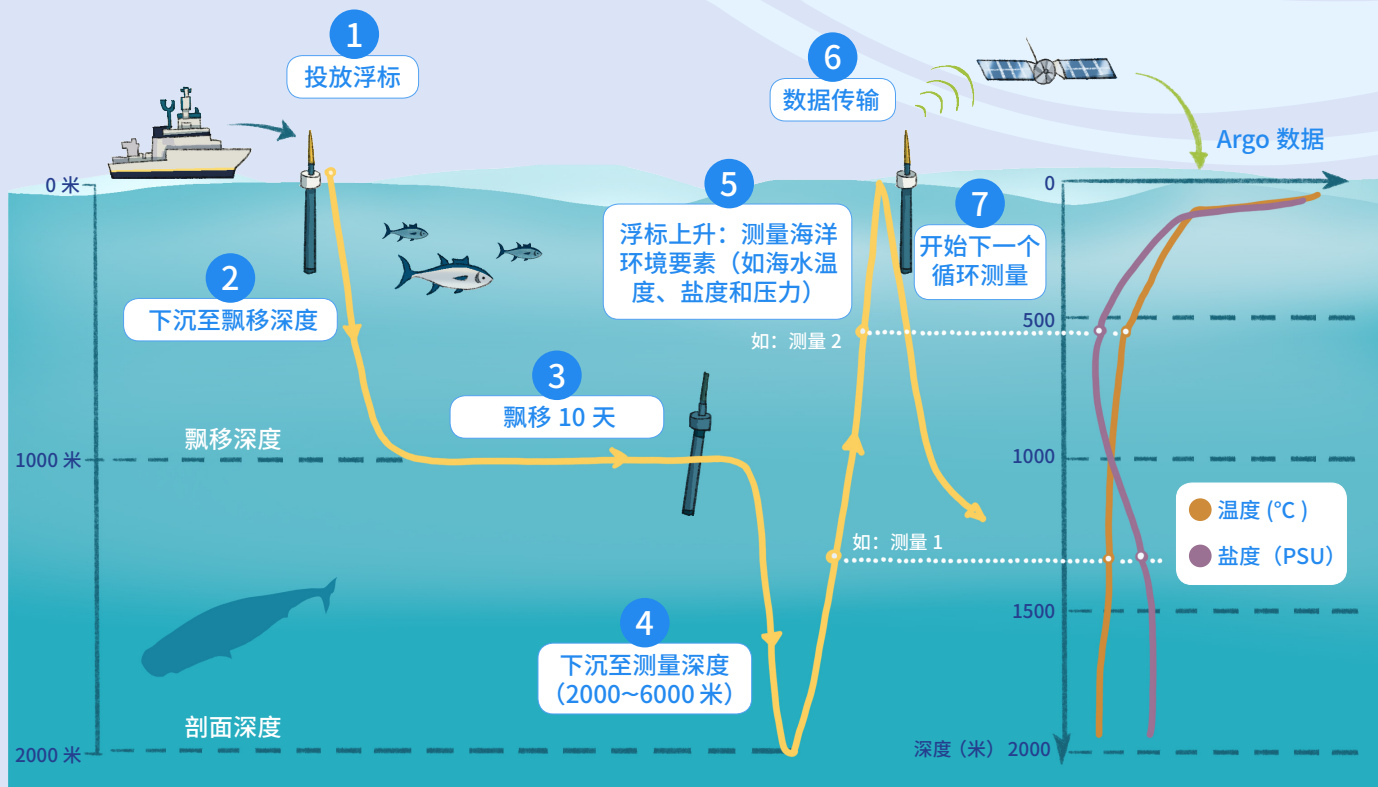 1
投放浮标
0 米
2
下沉至飘移深度
3
飘移 10 天
飘移深度
1000 米
4
下沉至测量深度
（2000～6000 米）
剖面深度
2000 米
5
浮标上升：测量海洋
环境要素（如海水温
度、盐度和压力）
如：测量 2
如：测量 1
6
数据传输
7
开始下一个
循环测量
Argo 数据
0
500
1000
温度 (℃ )
盐度（PSU）
1500
深度（米） 2000